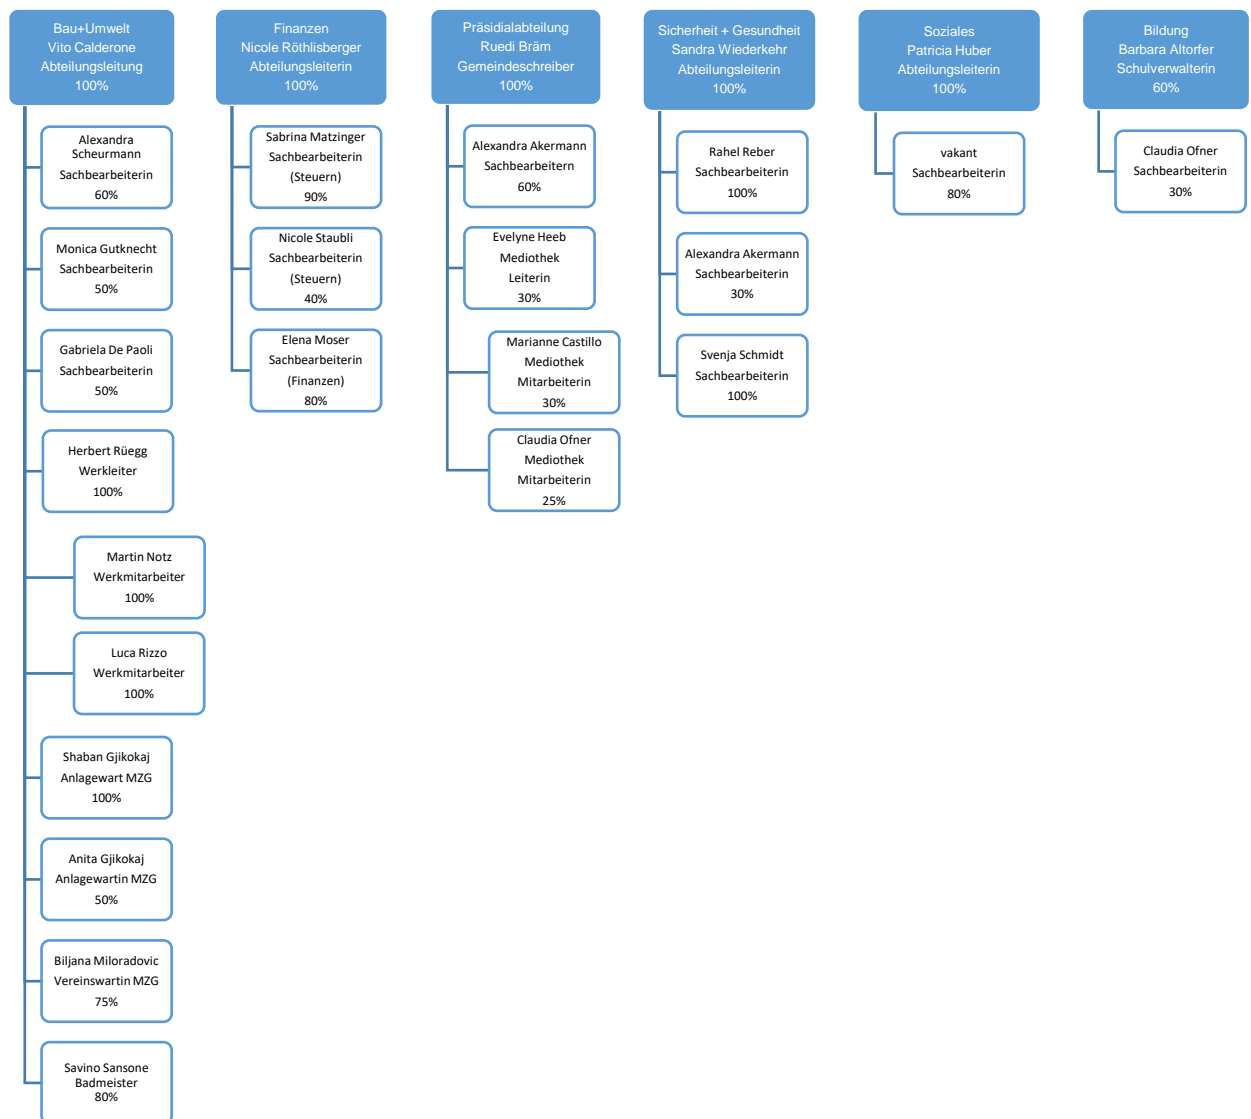 Bau+Umwelt
Vito Calderone
Abteilungsleitung
100%
Alexandra
Scheurmann
Sachbearbeiterin
60%
Monica Gutknecht
Sachbearbeiterin
50%
Gabriela De Paoli
Sachbearbeiterin
50%
Herbert Rüegg
Werkleiter
100%
Martin Notz
Werkmitarbeiter
100%
Luca Rizzo
Werkmitarbeiter
100%
Shaban Gjikokaj
Anlagewart MZG
100%
Anita Gjikokaj
Anlagewartin MZG
50%
Biljana Miloradovic
Vereinswartin MZG
75%
Savino Sansone
Badmeister
80%
Finanzen
Nicole Röthlisberger
Abteilungsleiterin
100%
Sabrina Matzinger
Sachbearbeiterin
(Steuern)
90%
Nicole Staubli
Sachbearbeiterin
(Steuern)
40%
Elena Moser
Sachbearbeiterin
(Finanzen)
80%
Präsidialabteilung
Ruedi Bräm
Gemeindeschreiber
100%
Alexandra Akermann
Sachbearbeitern
60%
Evelyne Heeb
Mediothek
Leiterin
30%
Marianne Castillo
Mediothek
Mitarbeiterin
30%
Claudia Ofner
Mediothek
Mitarbeiterin
25%
Sicherheit + Gesundheit
Sandra Wiederkehr
Abteilungsleiterin
100%
Rahel Reber
Sachbearbeiterin
100%
Alexandra Akermann
Sachbearbeiterin
30%
Svenja Schmidt
Sachbearbeiterin
100%
Soziales
Patricia Huber
Abteilungsleiterin
100%
vakant
Sachbearbeiterin
80%
Bildung
Barbara Altorfer
Schulverwalterin
60%
Claudia Ofner
Sachbearbeiterin
30%